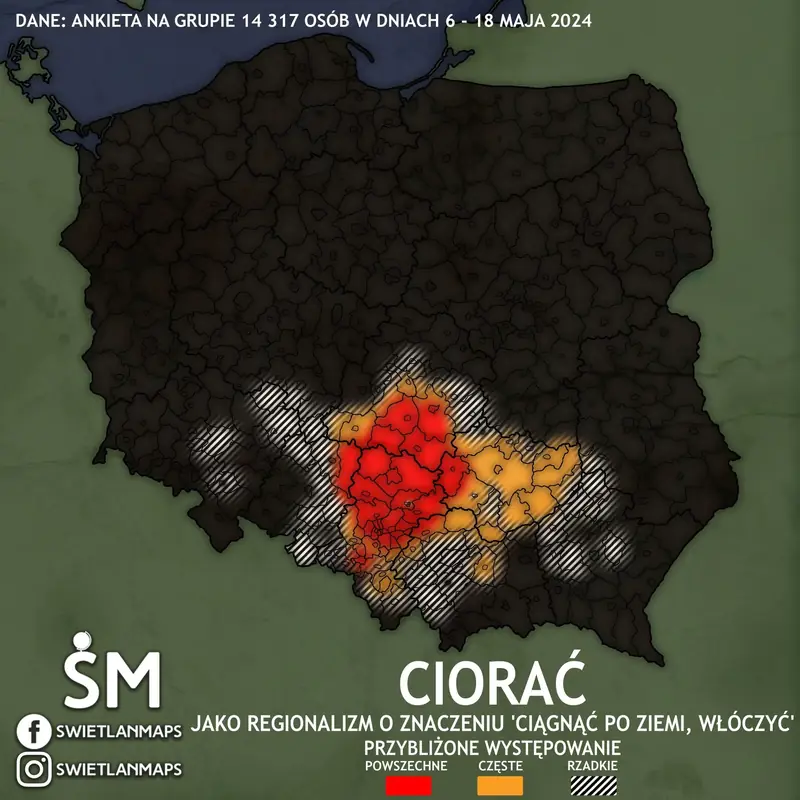 DANE: ANKIETA NA GRUPIE 14 317 OSÓB W DNIACH 6 - 18 MAJA 2024
ŚM
SWIETLANMAPS
SWIETLANMAPS
CIORAĆ
JAKO REGIONALIZM O ZNACZENIU 'CIĄGNĄĆ PO ZIEMI, WŁÓCZYĆ'
PRZYBLIŻONE WYSTĘPOWANIE
POWSZECHNE CZĘSTE RZADKIE